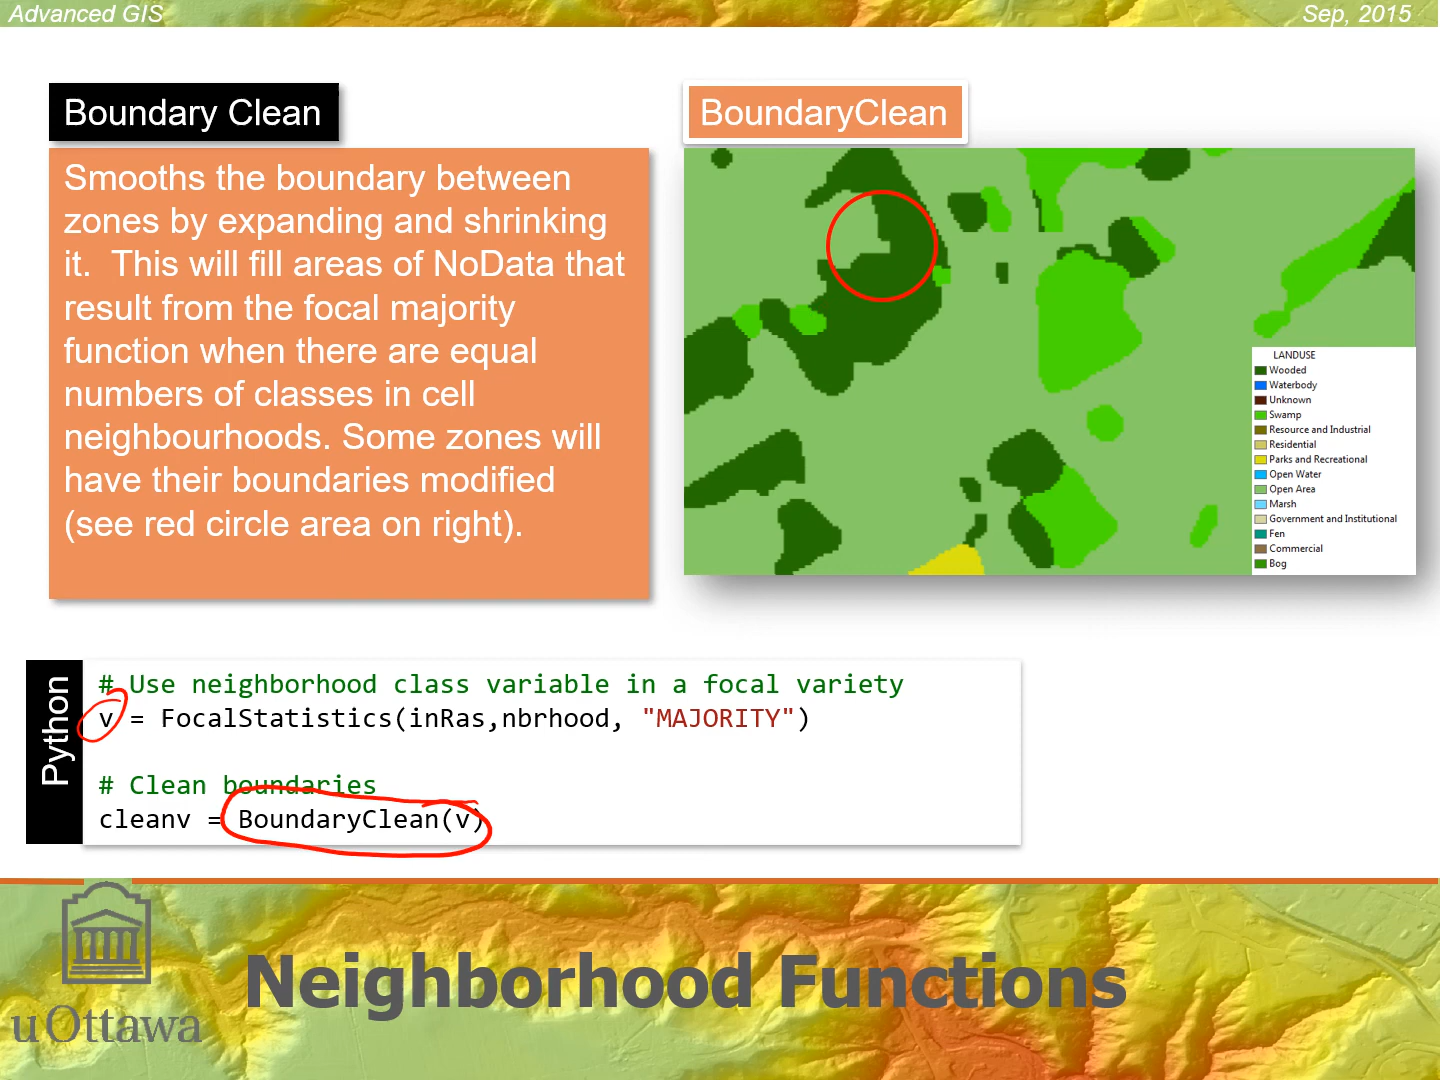 Advanced GIS
Sep, 2015
Boundary Clean
Smooths the boundary between
zones by expanding and shrinking
it.  This will fill areas of NoData that
result from the focal majority
function when there are equal
numbers of classes in cell
neighbourhoods. Some zones will
have their boundaries modified
(see red circle area on right).
BoundaryClean
LANDUSE
Wooded
Waterbody
Unknown
Swamp
Resource and Industrial
Residential
Parks and Recreational
Open Water
Open Area
Marsh
Government and Institutional
Fen
Commercial
Bog
Python
# Use neighborhood class variable in a focal variety
v = FocalStatistics(inRas,nbrhood, "MAJORITY")
# Clean boundaries
cleanv = BoundaryClean(v)
uOttawa
Neighborhood Functions